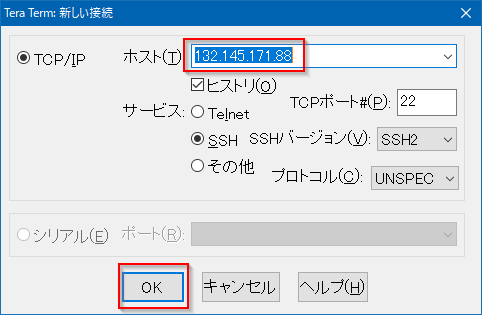 Tera Term: 新しい接続
TCP/IP
ホスト(T): 132.145.171.88
ヒストリ(O)
サービス: Telnet
TCPポート#(P): 22
SSH
SSHバージョン(V): SSH2
その他
プロトコル(C): UNSPEC
シリアル(E)
ポート(R):
OK
キャンセル
ヘルプ(H)